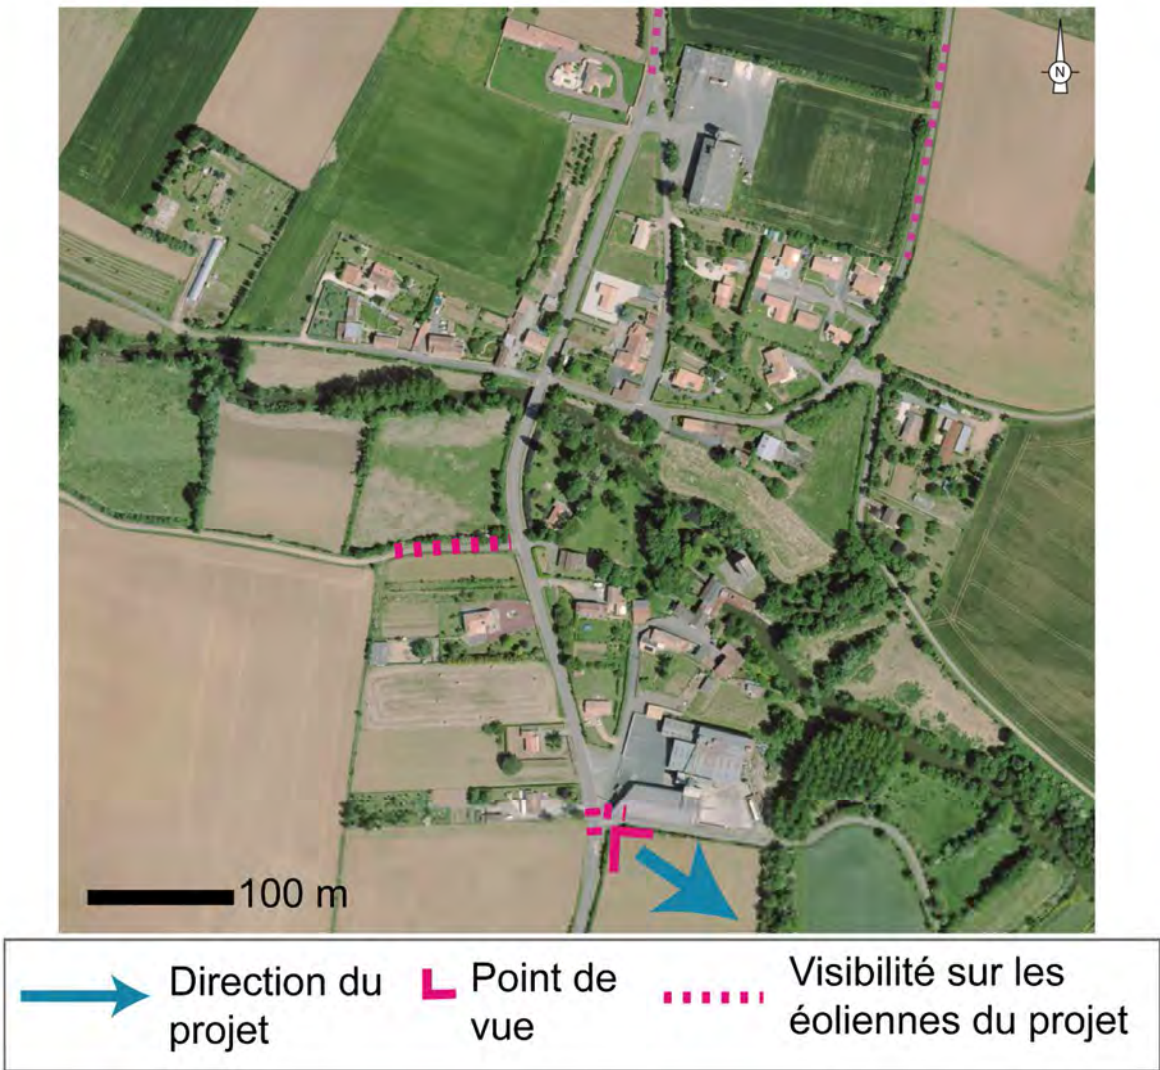 N
100 m
Direction du
projet
Point de
vue
Visibilité sur les
éoliennes du projet